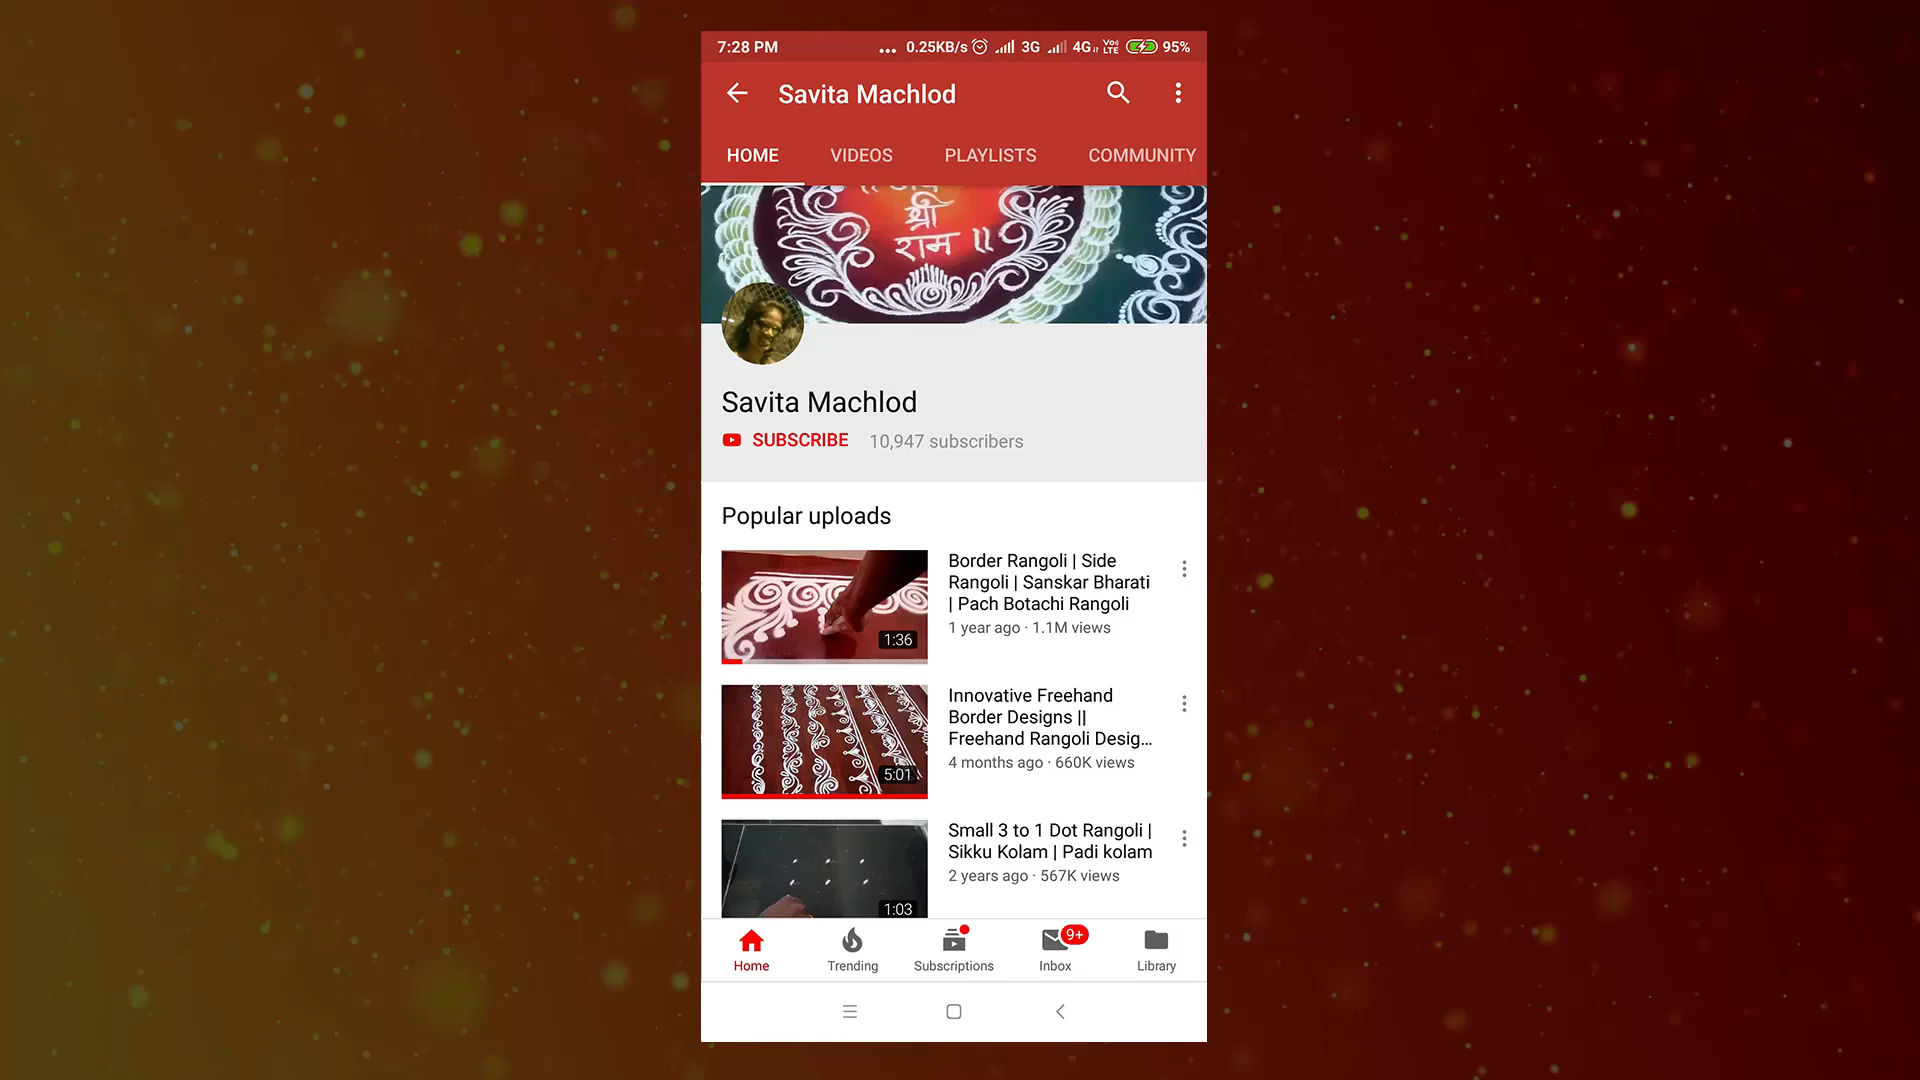 7:28 PM ... 0.25KB/s 3G 4G Vo) LTE 95%
Savita Machlod
HOME VIDEOS PLAYLISTS COMMUNITY
श्री
राम ॥
Savita Machlod
SUBSCRIBE 10,947 subscribers
Popular uploads
Border Rangoli | Side
Rangoli | Sanskar Bharati
| Pach Botachi Rangoli
1 year ago · 1.1M views
1:36
Innovative Freehand
Border Designs ||
Freehand Rangoli Desig...
4 months ago · 660K views
5:01
Small 3 to 1 Dot Rangoli |
Sikku Kolam | Padi kolam
2 years ago · 567K views
1:03
Home Trending Subscriptions Inbox 9+ Library